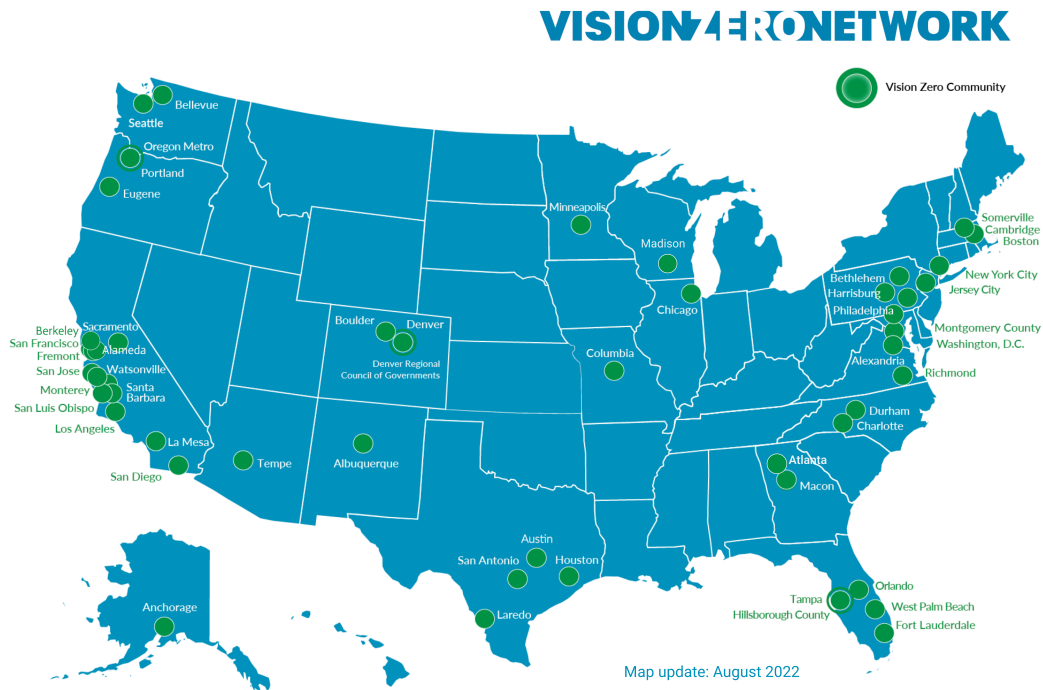 VISIONZERONETWORK
Vision Zero Community
Bellevue
Seattle
Oregon Metro
Portland
Eugene
Minneapolis
Madison
Chicago
Somerville
Cambridge
Boston
New York City
Jersey City
Bethlehem
Harrisburg
Philadelphia
Montgomery County
Washington, D.C.
Alexandria
Richmond
Durham
Charlotte
Atlanta
Macon
Boulder
Denver
Denver Regional
Council of Governments
Columbia
Berkeley
Sacramento
San Francisco
Fremont
Alameda
San Jose
Watsonville
Monterey
Santa
Barbara
San Luis Obispo
Los Angeles
La Mesa
San Diego
Tempe
Albuquerque
Austin
San Antonio
Houston
Laredo
Orlando
Tampa
Hillsborough County
West Palm Beach
Fort Lauderdale
Anchorage
Map update: August 2022